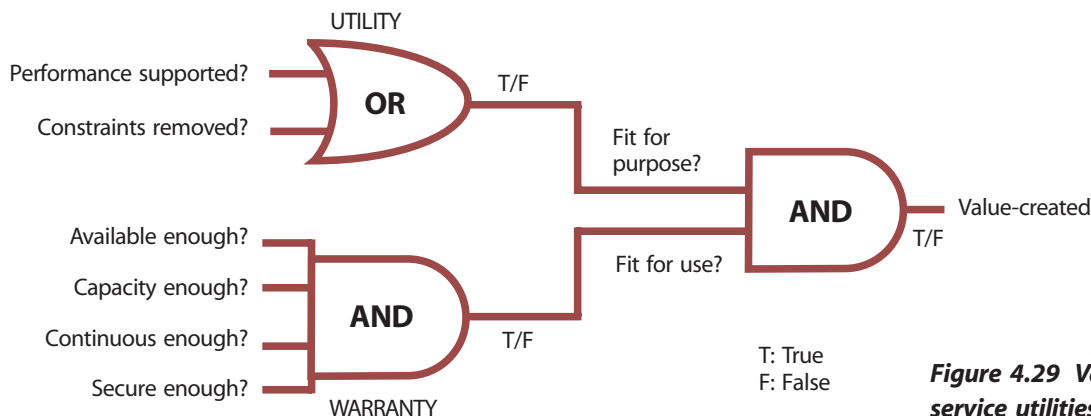 UTILITY
Performance supported?
Constraints removed?
OR
T/F
Fit for
purpose?
AND
Value-created
T/F
Available enough?
Capacity enough?
Continuous enough?
Secure enough?
AND
T/F
Fit for use?
WARRANTY
T: True
F: False
Figure 4.29
service utilities